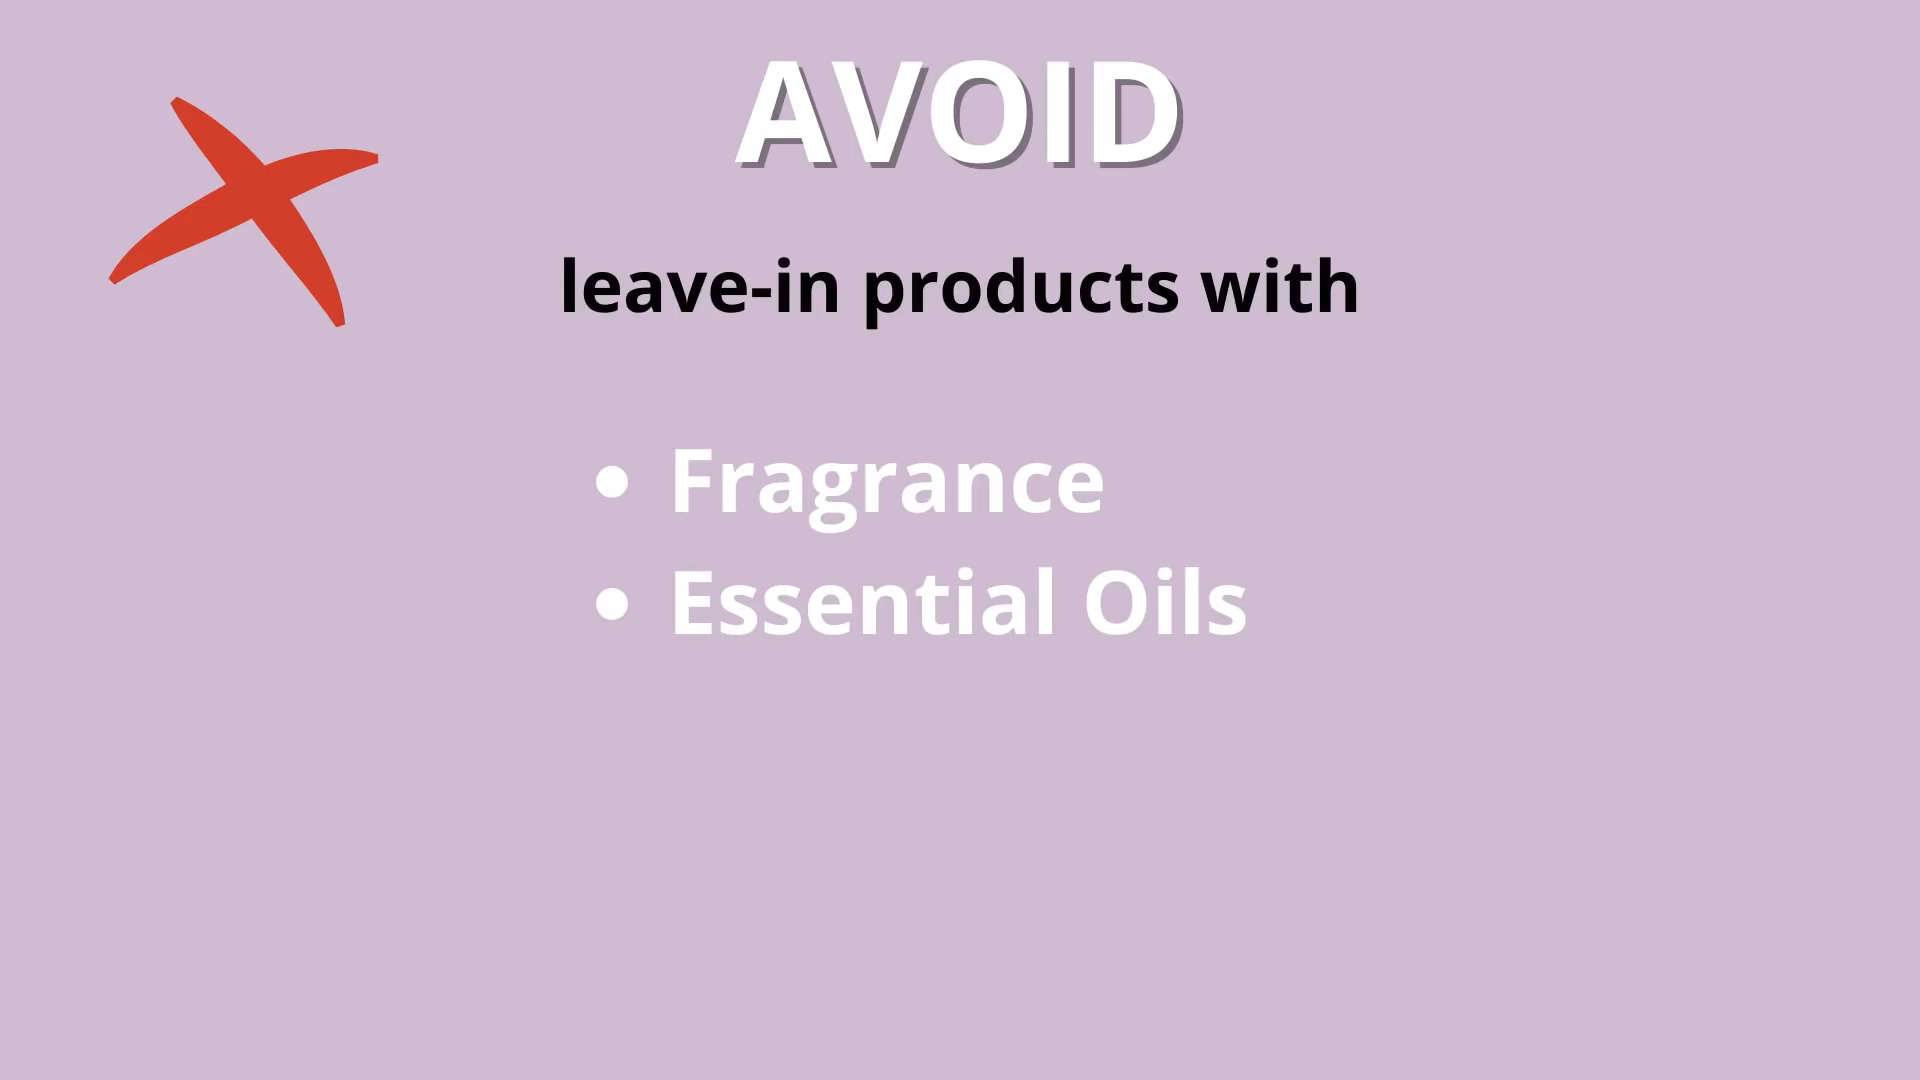 AVOID
leave-in products with
• Fragrance
• Essential Oils